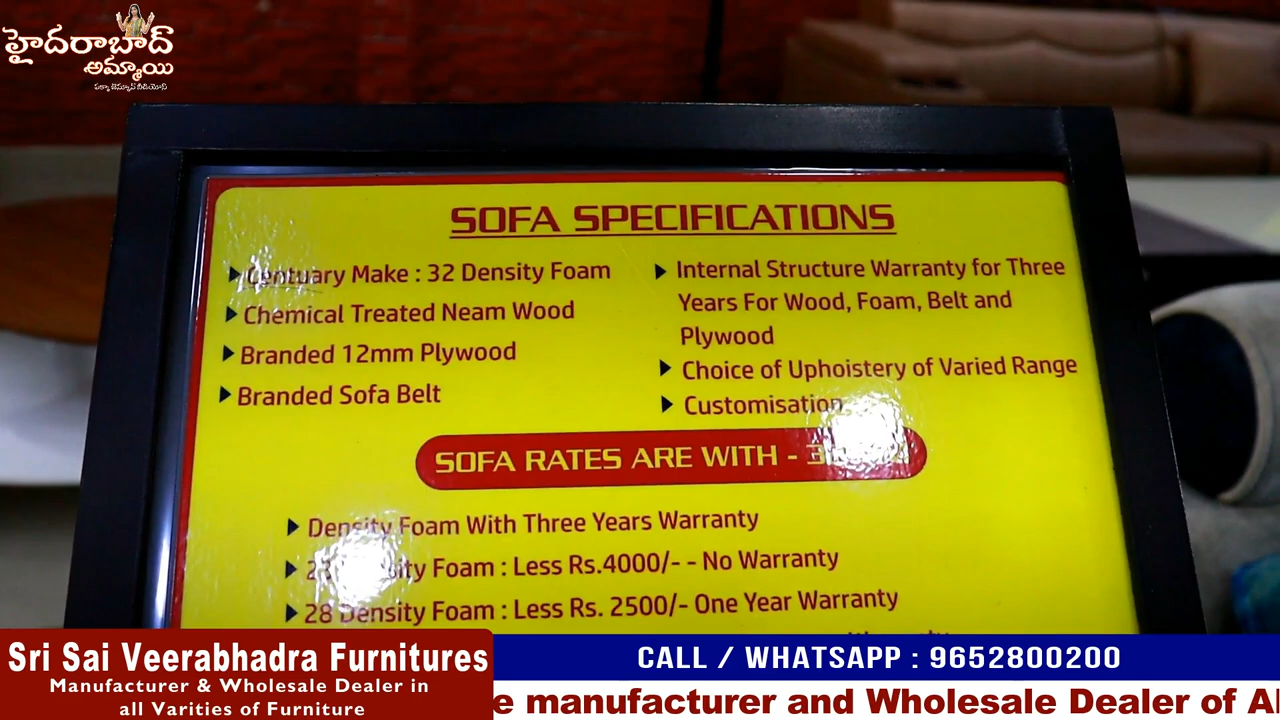 హైదరాబాద్
అమ్మాయి
SOFA SPECIFICATIONS
Centuary Make : 32 Density Foam
Chemical Treated Neam Wood
Branded 12mm Plywood
Branded Sofa Belt
Internal Structure Warranty for Three
Years For Wood, Foam, Belt and
Plywood
Choice of Uphoistery of Varied Range
Customisation
SOFA RATES ARE WITH -
Density Foam With Three Years Warranty
Foam : Less Rs.4000/- - No Warranty
28 Density Foam : Less Rs. 2500/- One Year Warranty
Sri Sai Veerabhadra Furnitures
Manufacturer & Wholesale Dealer in
all Varities of Furniture
CALL / WHATSAPP : 9652800200
e manufacturer and Wholesale Dealer of Al